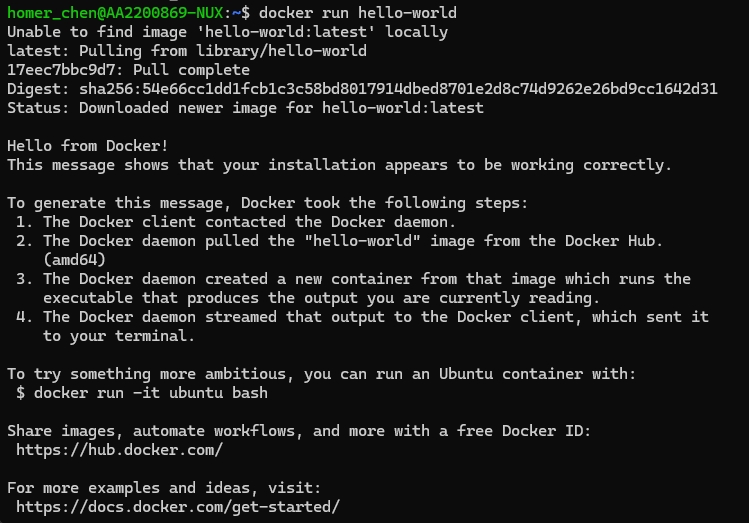 homer_chen@AA2200869-NUX:~$ docker run hello-world
Unable to find image 'hello-world:latest' locally
latest: Pulling from library/hello-world
17eec7bbc9d7: Pull complete
Digest: sha256:54e66cc1dd1fcb1c3c58bd8017914dbed8701e2d8c74d9262e26bd9cc1642d31
Status: Downloaded newer image for hello-world:latest

Hello from Docker!
This message shows that your installation appears to be working correctly.

To generate this message, Docker took the following steps:
 1. The Docker client contacted the Docker daemon.
 2. The Docker daemon pulled the "hello-world" image from the Docker Hub.
    (amd64)
 3. The Docker daemon created a new container from that image which runs the
    executable that produces the output you are currently reading.
 4. The Docker daemon streamed that output to the Docker client, which sent it
    to your terminal.

To try something more ambitious, you can run an Ubuntu container with:
 $ docker run -it ubuntu bash

Share images, automate workflows, and more with a free Docker ID:
 https://hub.docker.com/

For more examples and ideas, visit:
 https://docs.docker.com/get-started/